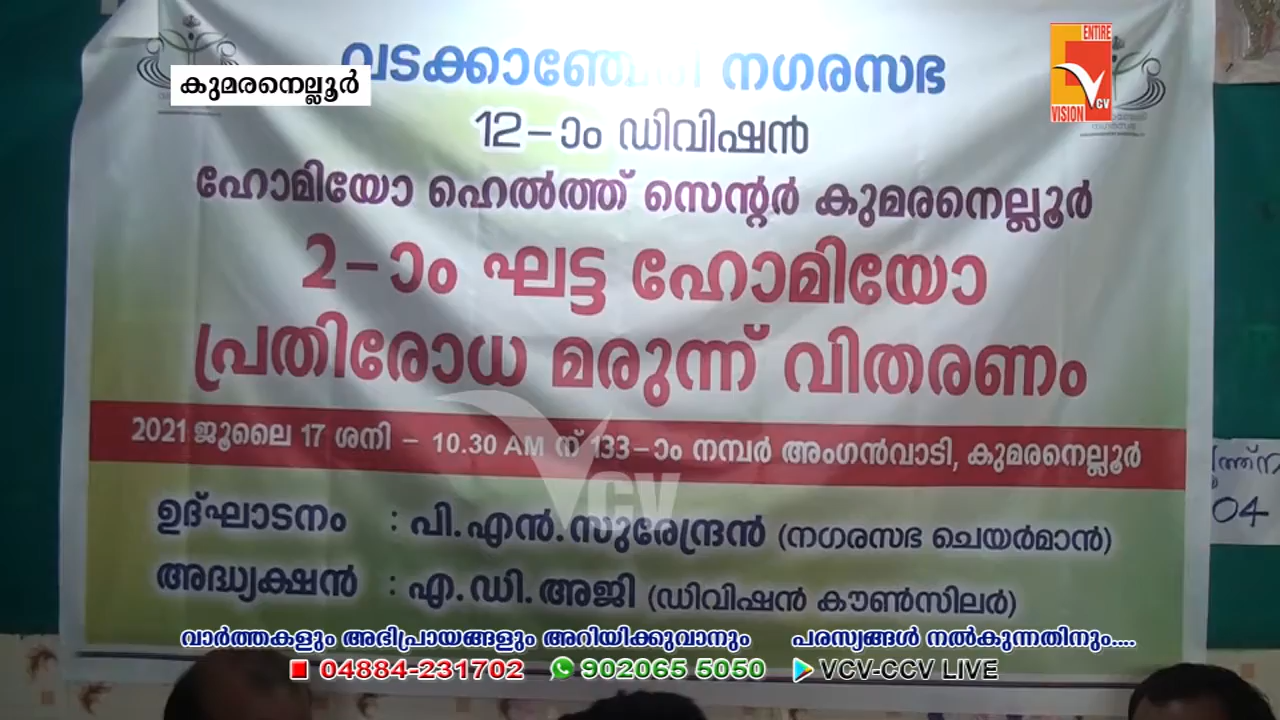 വടക്കാഞ്ചേരി നഗരസഭ
കുമരനെല്ലൂർ
ENTIRE
VCV
VISION
നഗരസഭ
12-ാം ഡിവിഷൻ
ഹോമിയോ ഹെൽത്ത് സെന്റർ കുമരനെല്ലൂർ
2-ാം ഘട്ട ഹോമിയോ
പ്രതിരോധ മരുന്ന് വിതരണം
2021 ജൂലൈ 17 ശനി - 10.30 AM ന് 133-ാം നമ്പർ അംഗൻവാടി, കുമരനെല്ലൂർ
VCV
04
ഉദ്ഘാടനം : പി.എൻ.സുരേന്ദ്രൻ (നഗരസഭ ചെയർമാൻ)
അദ്ധ്യക്ഷൻ : എ.ഡി.അജി (ഡിവിഷൻ കൗൺസിലർ)
വാർത്തകളും അഭിപ്രായങ്ങളും അറിയിക്കുവാനും പരസ്യങ്ങൾ നൽകുന്നതിനും....
04884-231702 902065 5050 VCV-CCV LIVE